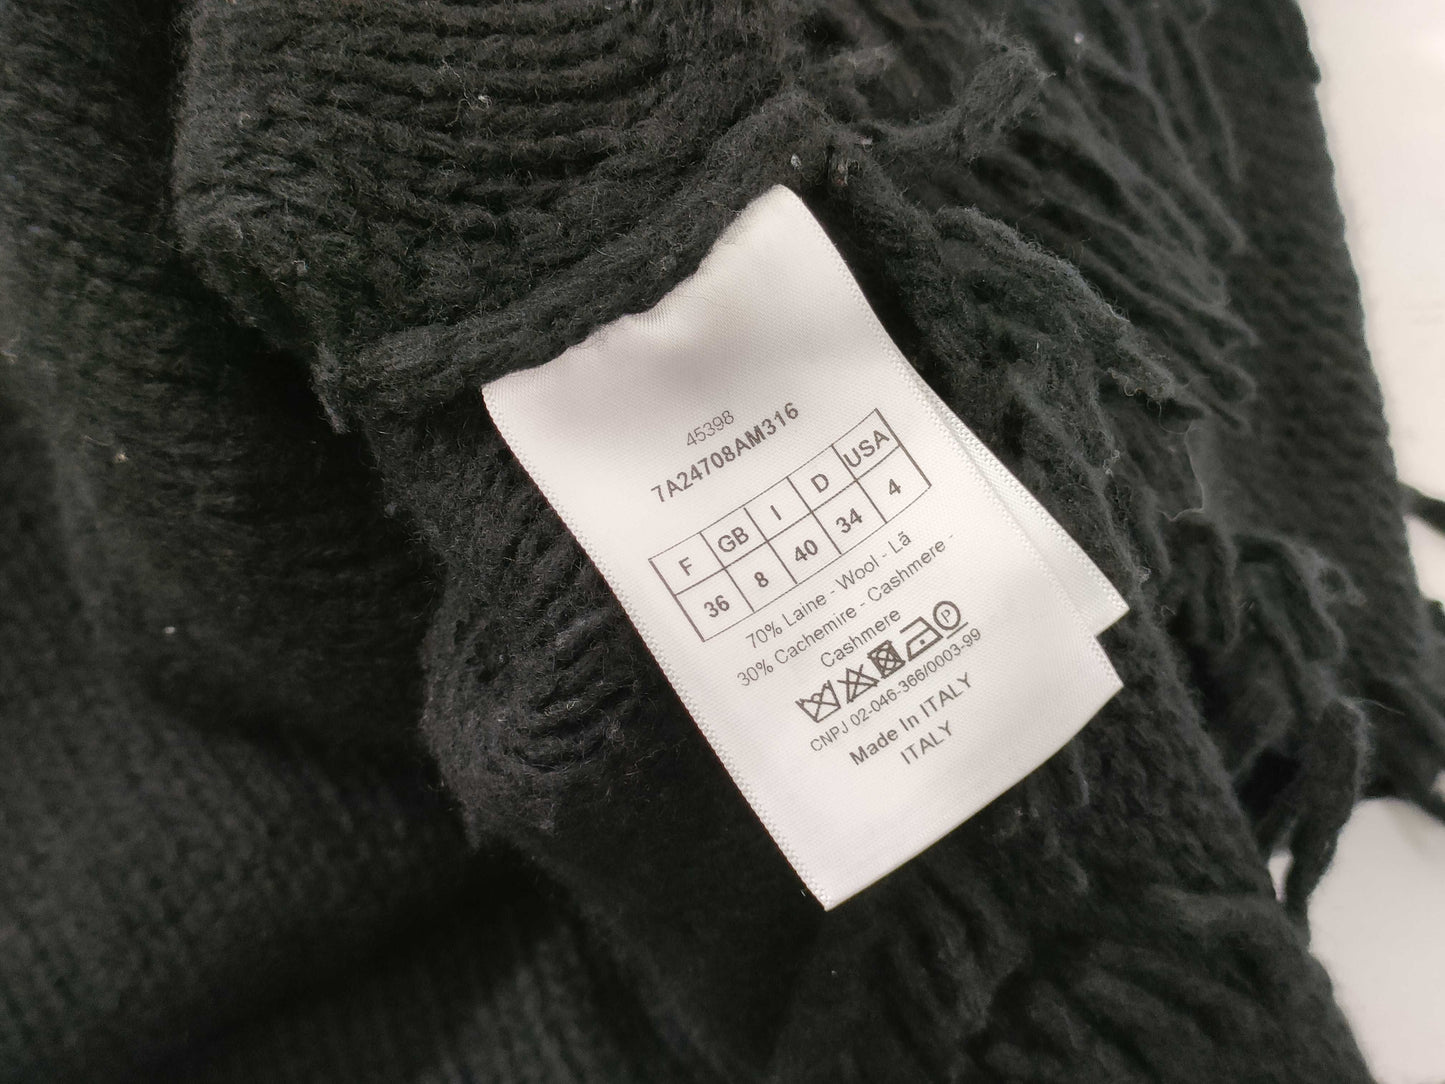 45398
7A24708AM316
F GB I D USA
36 8 40 34 4
70% Laine - Wool - Lã
30% Cachemire - Cashmere -
Cashmere
P
CNPJ 02-046-366/0003-99
Made In ITALY
ITALY